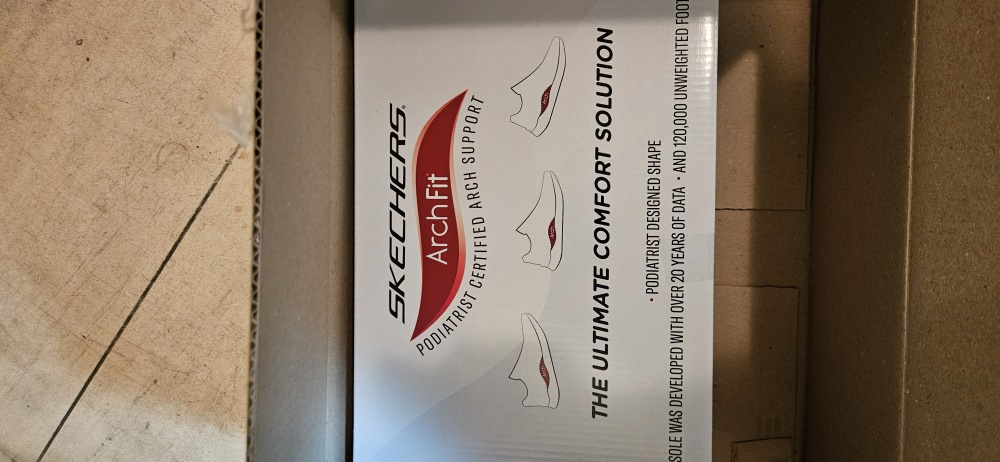 SKECHERS®
Arch Fit
PODIATRIST CERTIFIED ARCH SUPPORT
THE ULTIMATE COMFORT SOLUTION
• PODIATRIST DESIGNED SHAPE
SOLE WAS DEVELOPED WITH OVER 20 YEARS OF DATA • AND 120,000 UNWEIGHTED FOOT